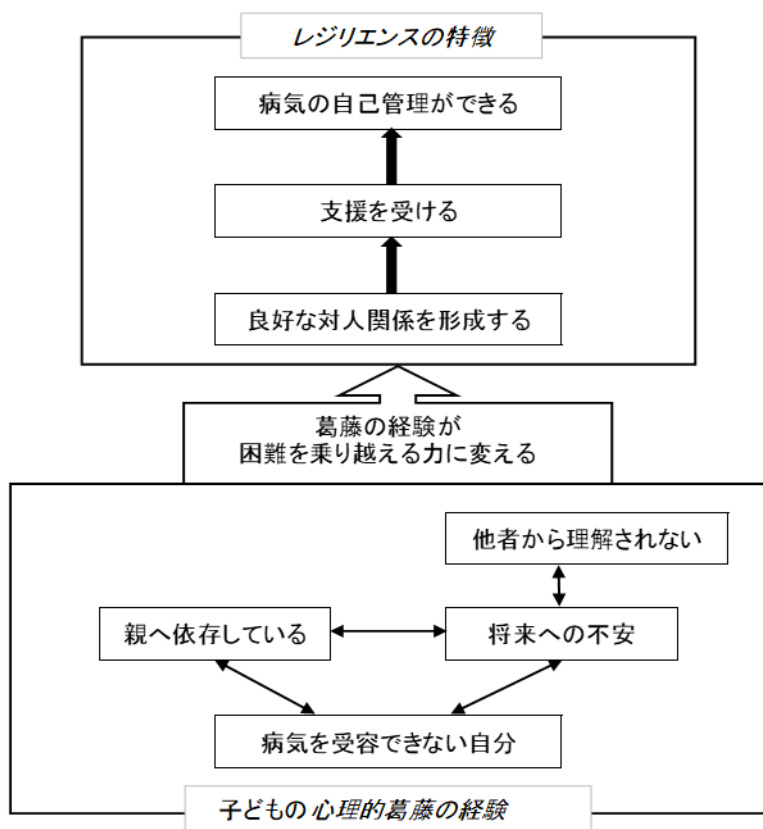 レジリエンスの特徴
病気の自己管理ができる
支援を受ける
良好な対人関係を形成する
葛藤の経験が
困難を乗り越える力に変える
他者から理解されない
親へ依存している
将来への不安
病気を受容できない自分
子どもの心理的葛藤の経験